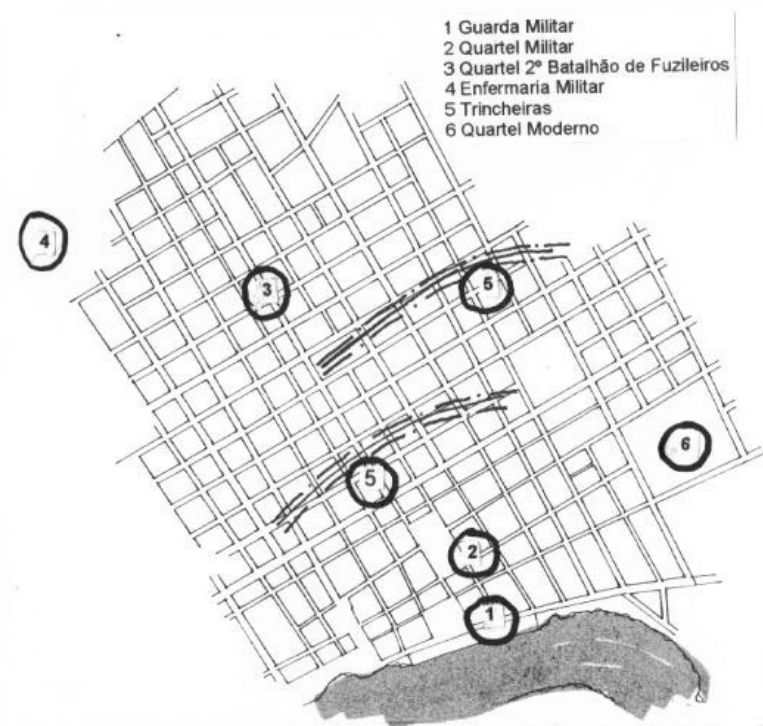 1 Guarda Militar
2 Quartel Militar
3 Quartel 2º Batalhão de Fuzileiros
4 Enfermaria Militar
5 Trincheiras
6 Quartel Moderno
4
3
5
6
5
2
1